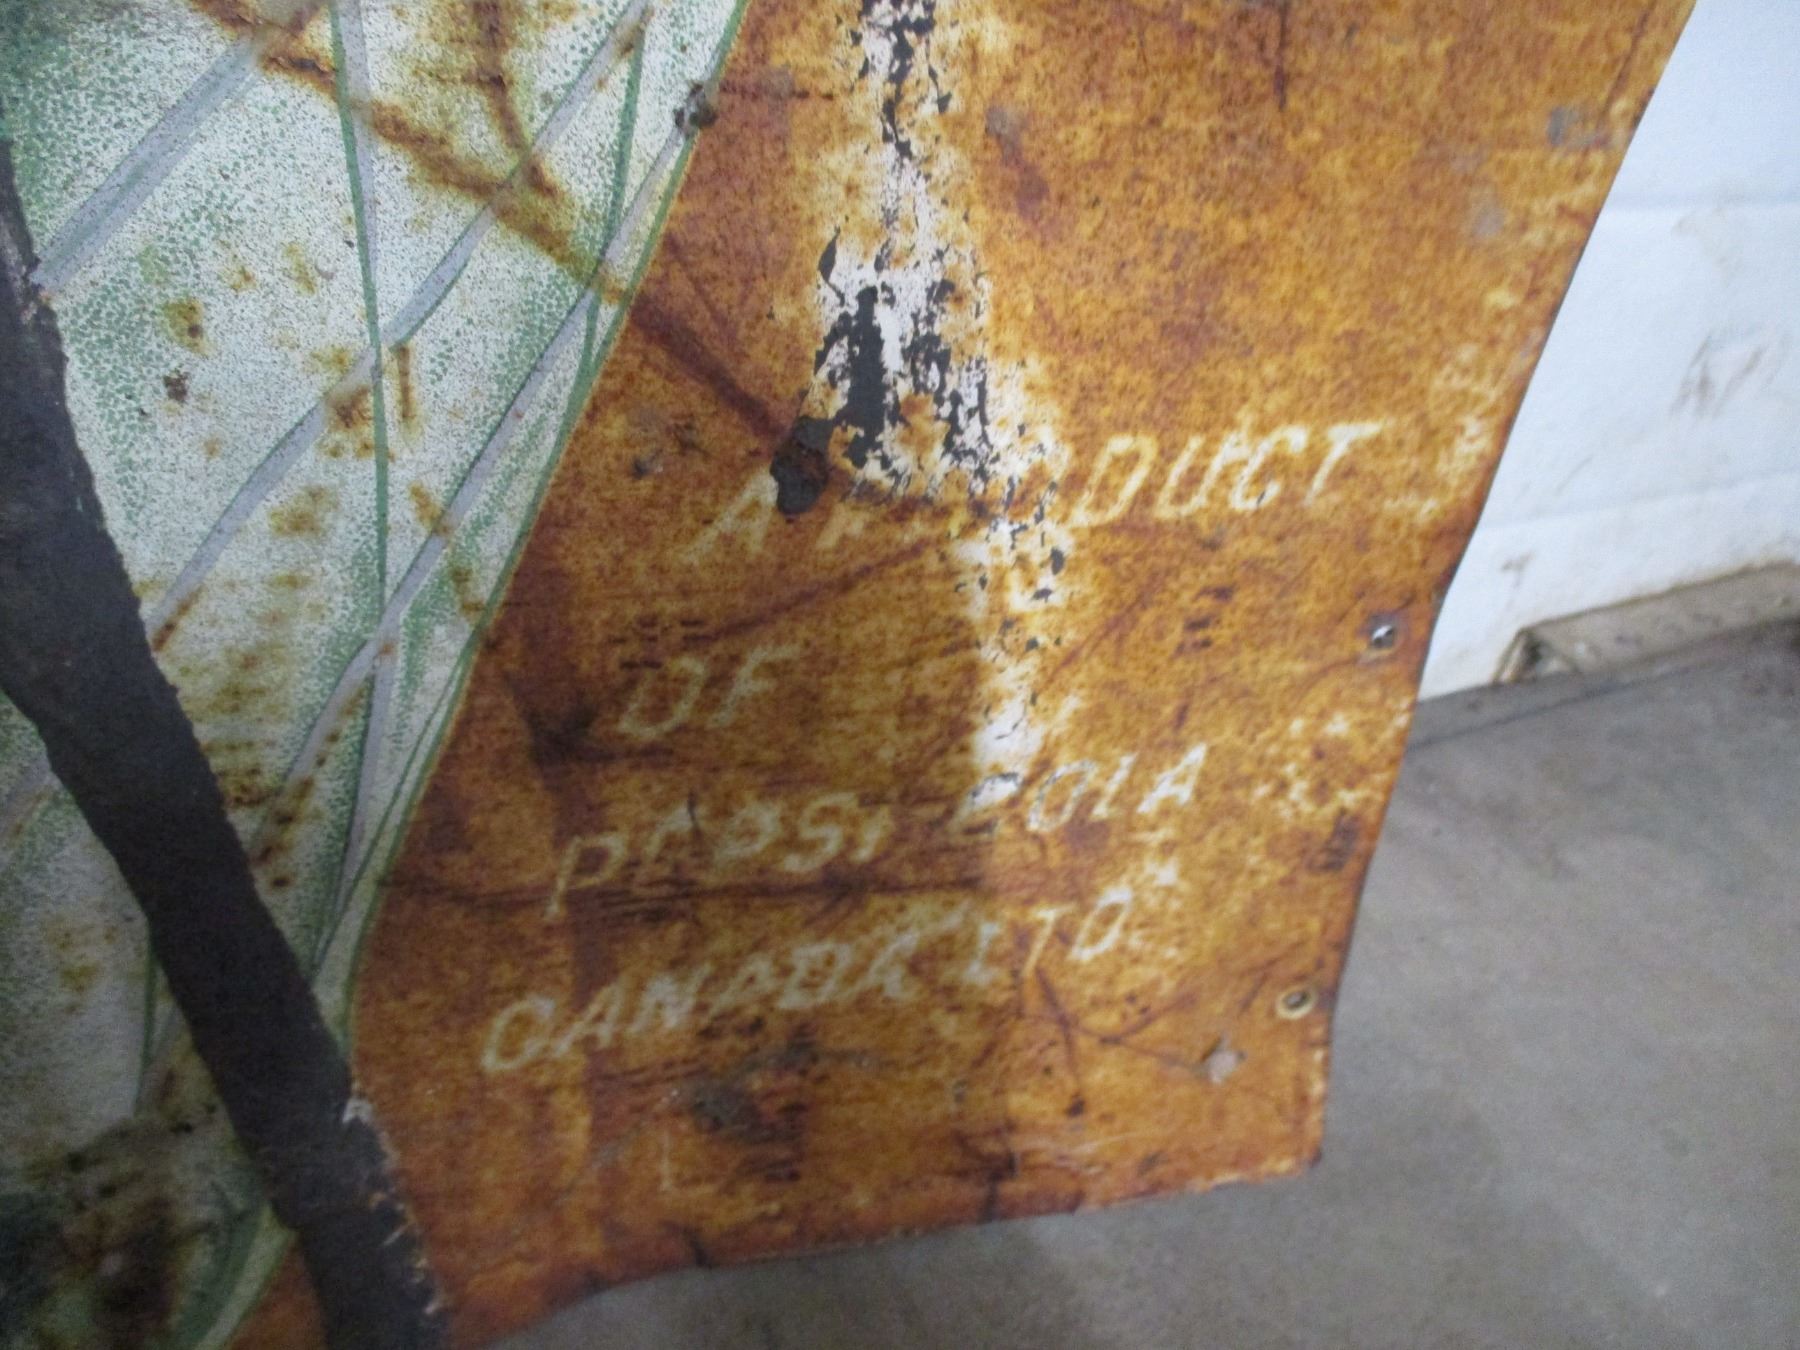 A PRODUCT
OF
PEPSI COLA
CANADA LTD